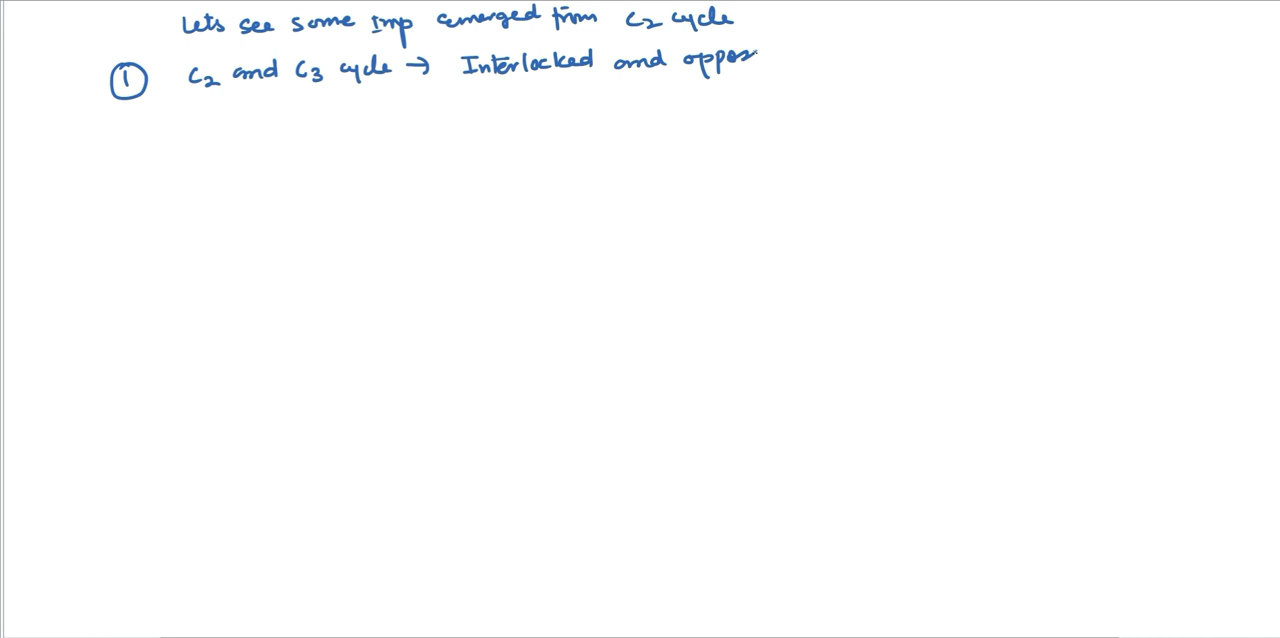 Lets see some Imp emerged from C2 cycle
① C2 and C3 cycle → Interlocked and oppos